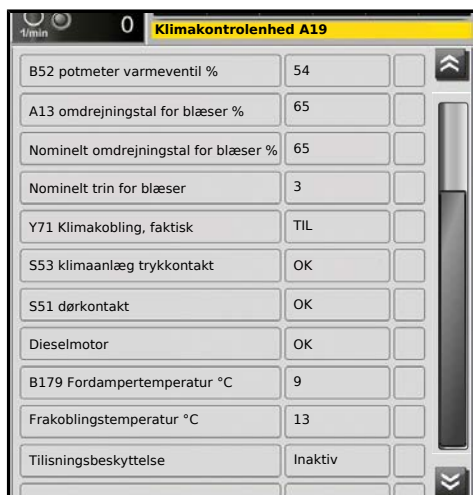 1/min 0 Klimakontrolenhed A19
B52 potmeter varmeventil % 54
A13 omdrejningstal for blæser % 65
Nominelt omdrejningstal for blæser % 65
Nominelt trin for blæser 3
Y71 Klimakobling, faktisk TIL
S53 klimaanlæg trykkontakt OK
S51 dørkontakt OK
Dieselmotor OK
B179 Fordampertemperatur °C 9
Frakoblingstemperatur °C 13
Tilisningsbeskyttelse Inaktiv